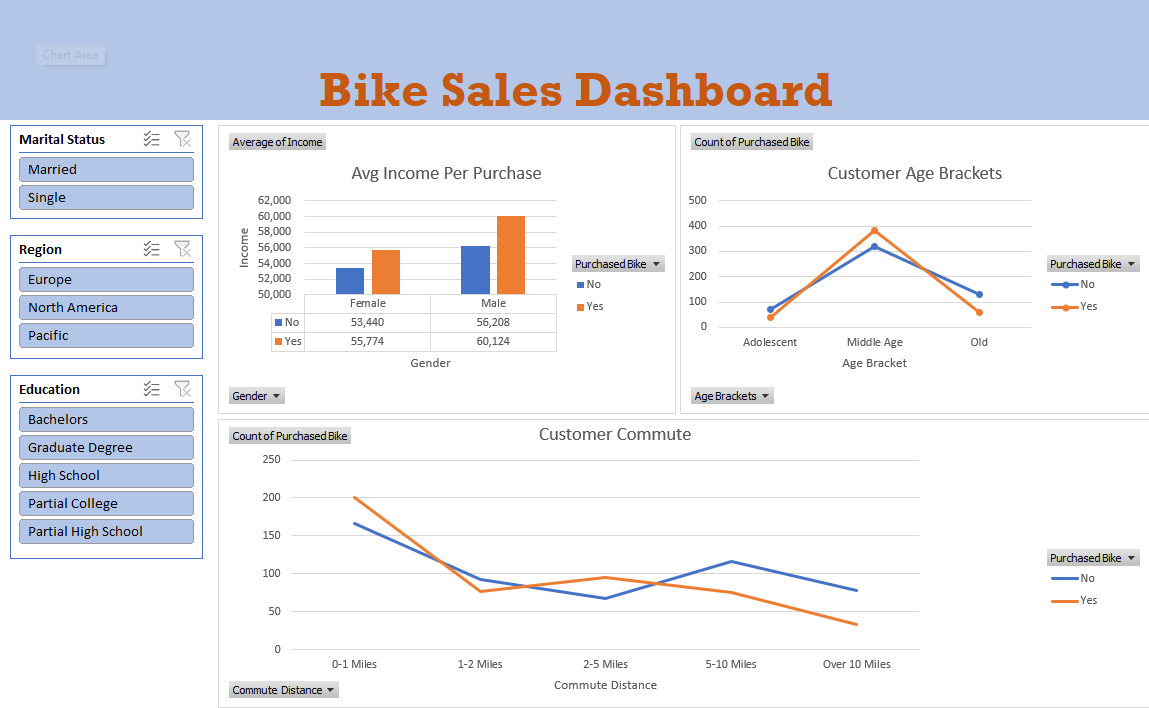 Chart Area
Bike Sales Dashboard
Marital Status
Married
Single
Region
Europe
North America
Pacific
Education
Bachelors
Graduate Degree
High School
Partial College
Partial High School
Average of Income
Avg Income Per Purchase
62,000
60,000
58,000
56,000
54,000
52,000
50,000
Income
Female Male
No 53,440 56,208
Yes 55,774 60,124
Gender
Purchased Bike
No
Yes
Gender
Count of Purchased Bike
Customer Age Brackets
500
400
300
200
100
0
Adolescent Middle Age Old
Age Bracket
Purchased Bike
No
Yes
Age Brackets
Count of Purchased Bike
Customer Commute
250
200
150
100
50
0
0-1 Miles 1-2 Miles 2-5 Miles 5-10 Miles Over 10 Miles
Commute Distance
Purchased Bike
No
Yes
Commute Distance